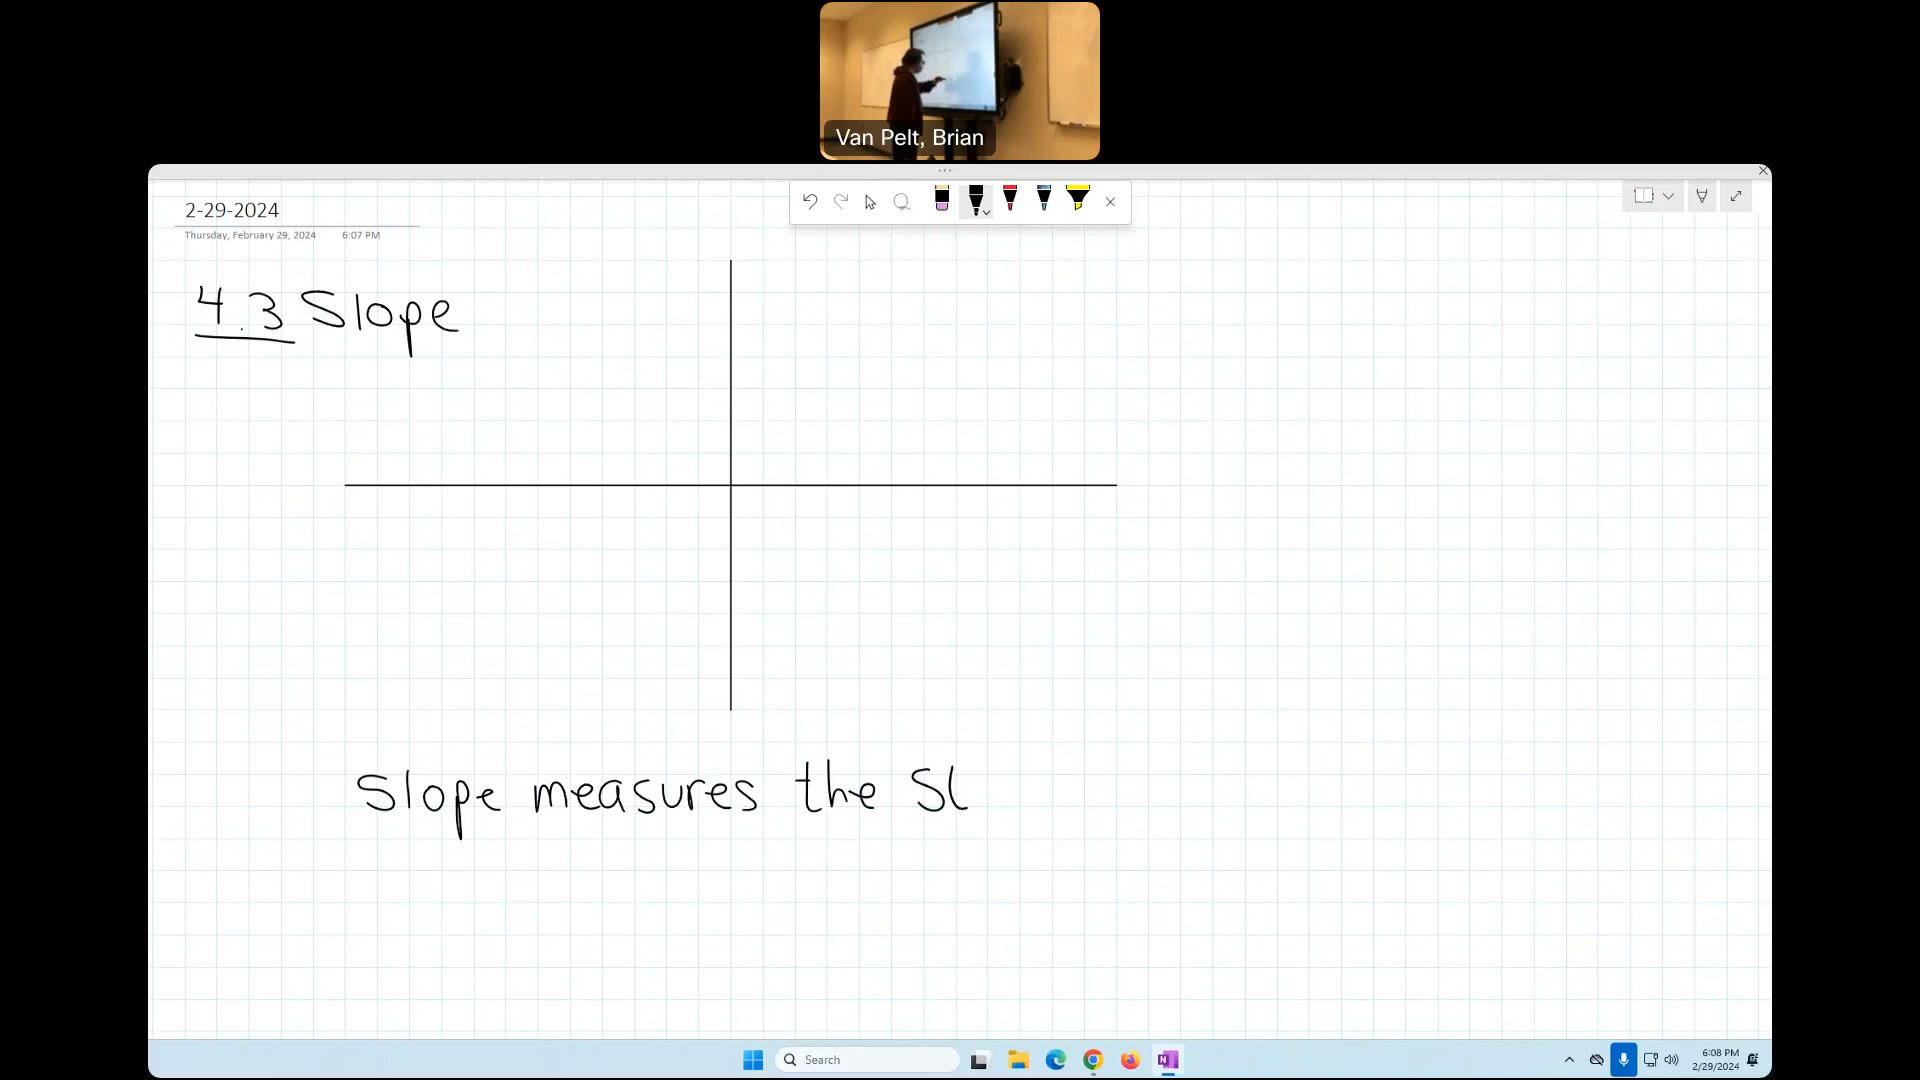 Van Pelt, Brian
2-29-2024
Thursday, February 29, 2024 6:07 PM
4.3 Slope
Slope measures the Sl
Search
6:08 PM
2/29/2024